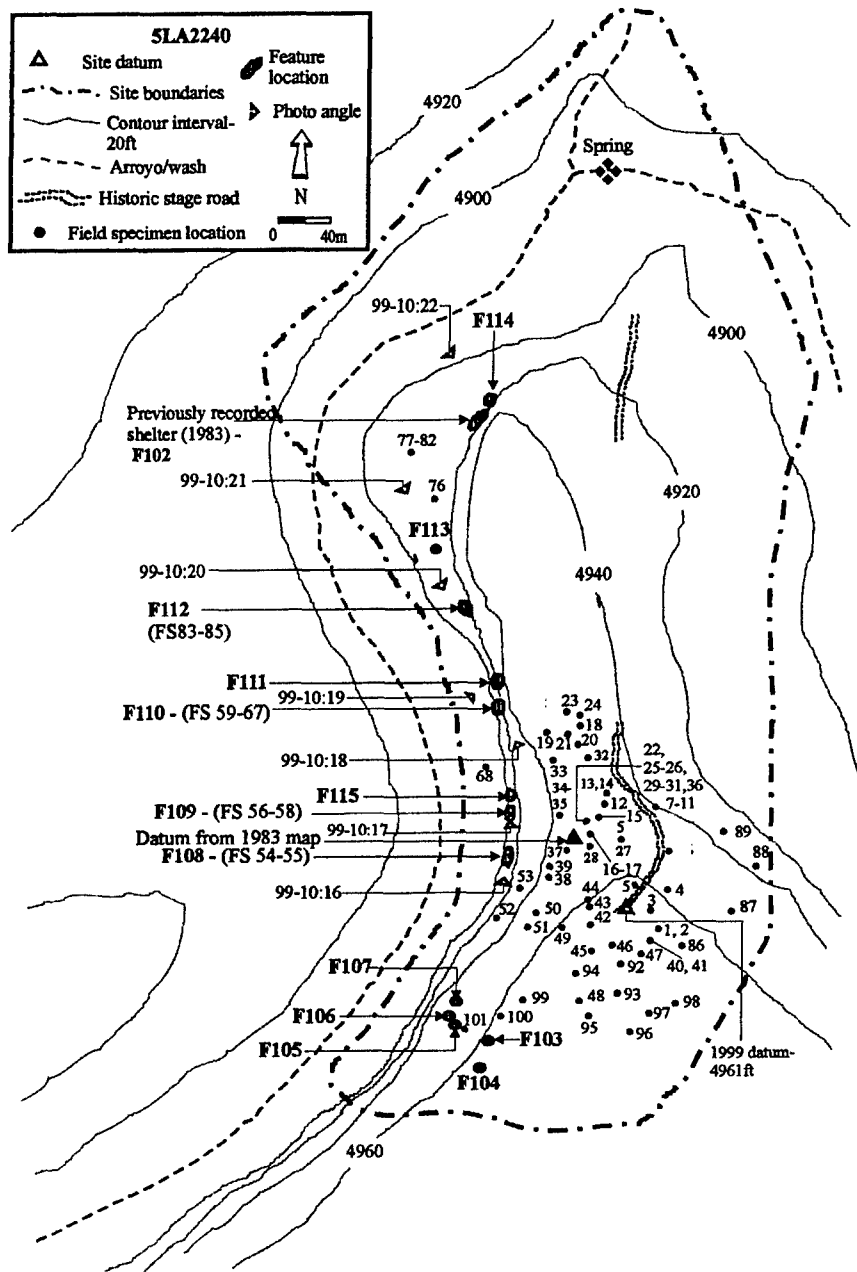 5LA2240
Site datum
Feature
location
Site boundaries
Contour interval-
20ft
Photo angle
Arroyo/wash
Historic stage road
N
Field specimen location
0 40m
4920
Spring
4900
99-10:22
F114
4900
Previously recorded
shelter (1983) -
F102
77-82
99-10:21
76
4920
F113
99-10:20
4940
F112
(FS83-85)
F111
99-10:19
F110 - (FS 59-67)
23
24
18
19
21
20
22,
25-26,
29-31, 36
99-10:18
33
32
68
34-
35
13,14
12
7-11
F115
15
F109 - (FS 56-58)
99-10:17
5
89
Datum from 1983 map
F108 - (FS 54-55)
37
28
27
88
39
16-17
38
99-10:16
53
44
5
4
43
3
52
50
42
87
51
49
1, 2
46
86
45
47
40, 41
92
F107
94
99
48
93
98
F106
101
100
95
97
F105
F103
96
1999 datum-
4961ft
F104
4960